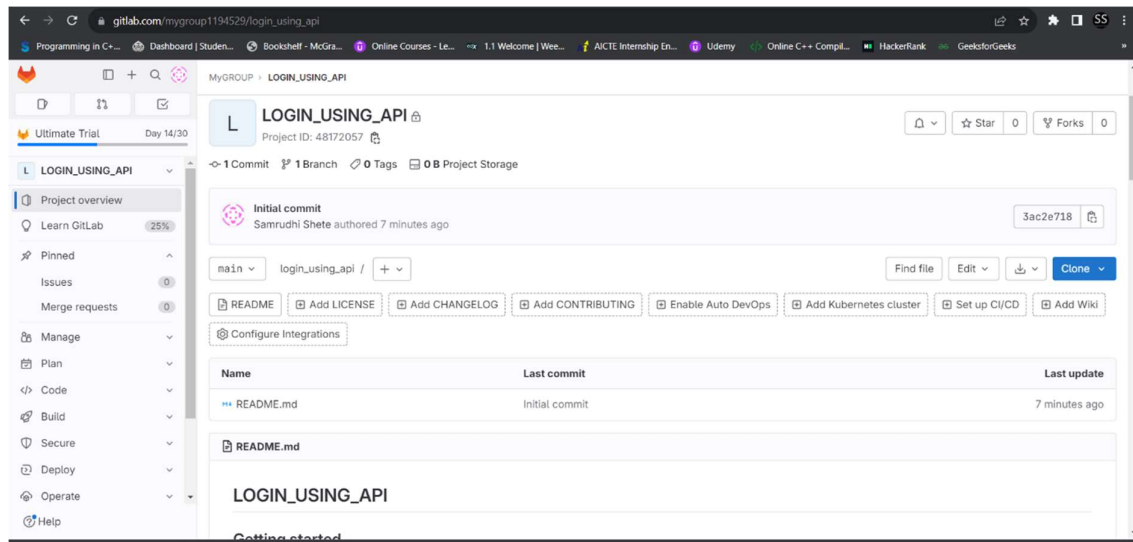 gitlab.com/mygroup1194529/login_using_api
SS
Programming in C+... Dashboard | Studen... Bookshelf - McGra... Online Courses - Le... 1.1 Welcome | Wee... AICTE Internship En... Udemy Online C++ Compil... HackerRank GeeksforGeeks »
MyGROUP > LOGIN_USING_API
L LOGIN_USING_API
Project ID: 48172057
Star 0 Forks 0
Ultimate Trial Day 14/30
1 Commit 1 Branch 0 Tags 0 B Project Storage
L LOGIN_USING_API
Project overview
Learn GitLab 25%
Pinned
Issues 0
Merge requests 0
Manage
Plan
Code
Build
Secure
Deploy
Operate
Help
Initial commit
Samrudhi Shete authored 7 minutes ago
3ac2e718
main login_using_api / +
Find file Edit Clone
README Add LICENSE Add CHANGELOG Add CONTRIBUTING Enable Auto DevOps Add Kubernetes cluster Set up CI/CD Add Wiki
Configure Integrations
Name Last commit Last update
README.md Initial commit 7 minutes ago
README.md
LOGIN_USING_API
Getting started